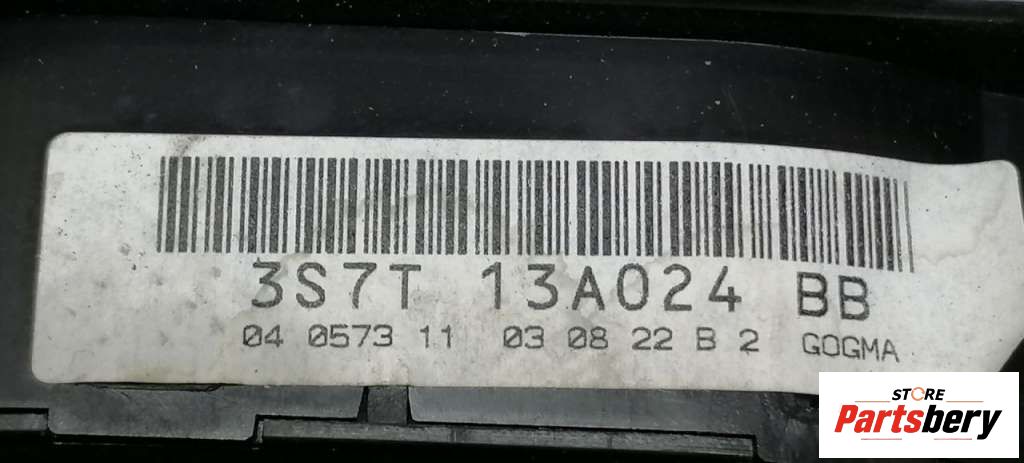 3S7T 13A024 BB
04 0573 11 03 08 22 B 2 GOGMA
STORE
Partsbery